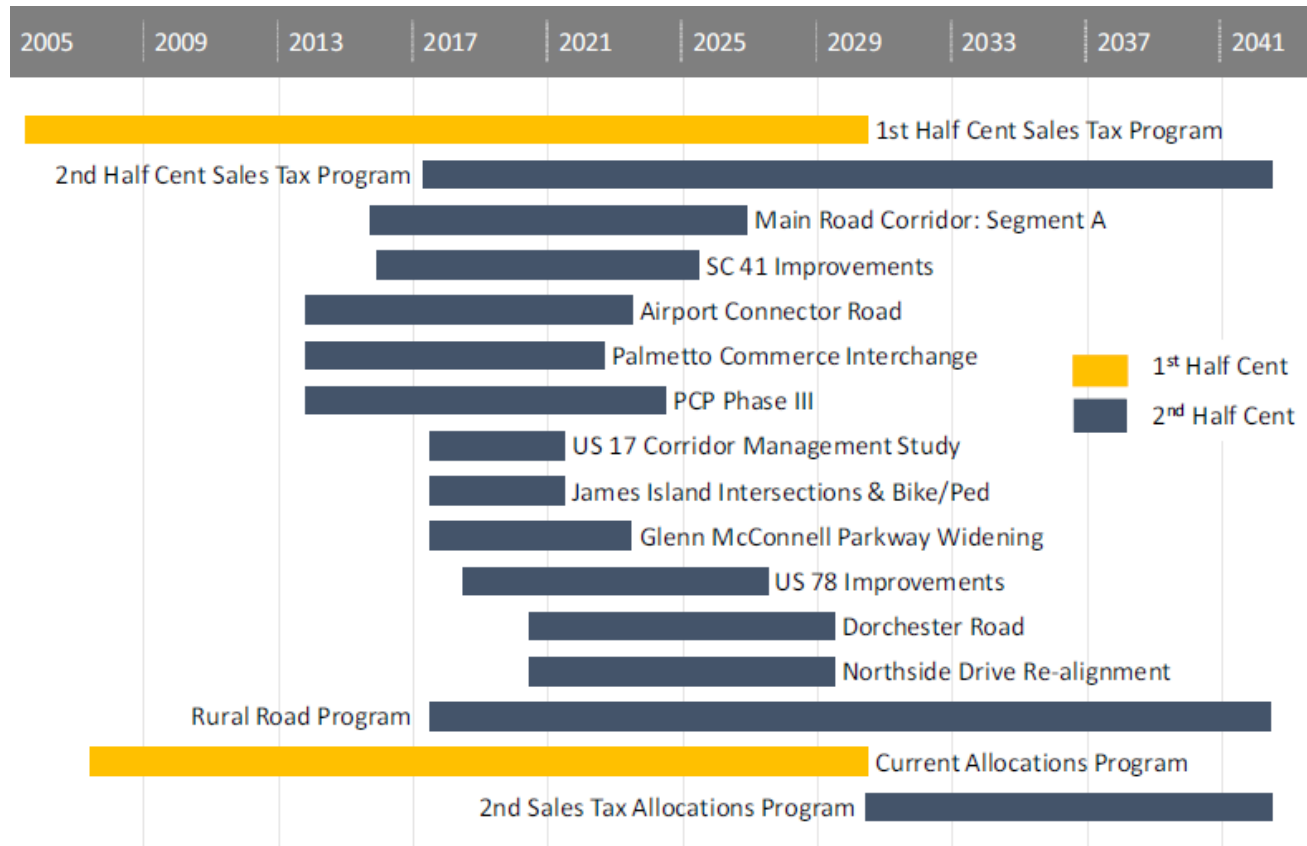 2005 2009 2013 2017 2021 2025 2029 2033 2037 2041
1st Half Cent Sales Tax Program
2nd Half Cent Sales Tax Program
Main Road Corridor: Segment A
SC 41 Improvements
Airport Connector Road
Palmetto Commerce Interchange
1st Half Cent
PCP Phase III
2nd Half Cent
US 17 Corridor Management Study
James Island Intersections & Bike/Ped
Glenn McConnell Parkway Widening
US 78 Improvements
Dorchester Road
Northside Drive Re-alignment
Rural Road Program
Current Allocations Program
2nd Sales Tax Allocations Program